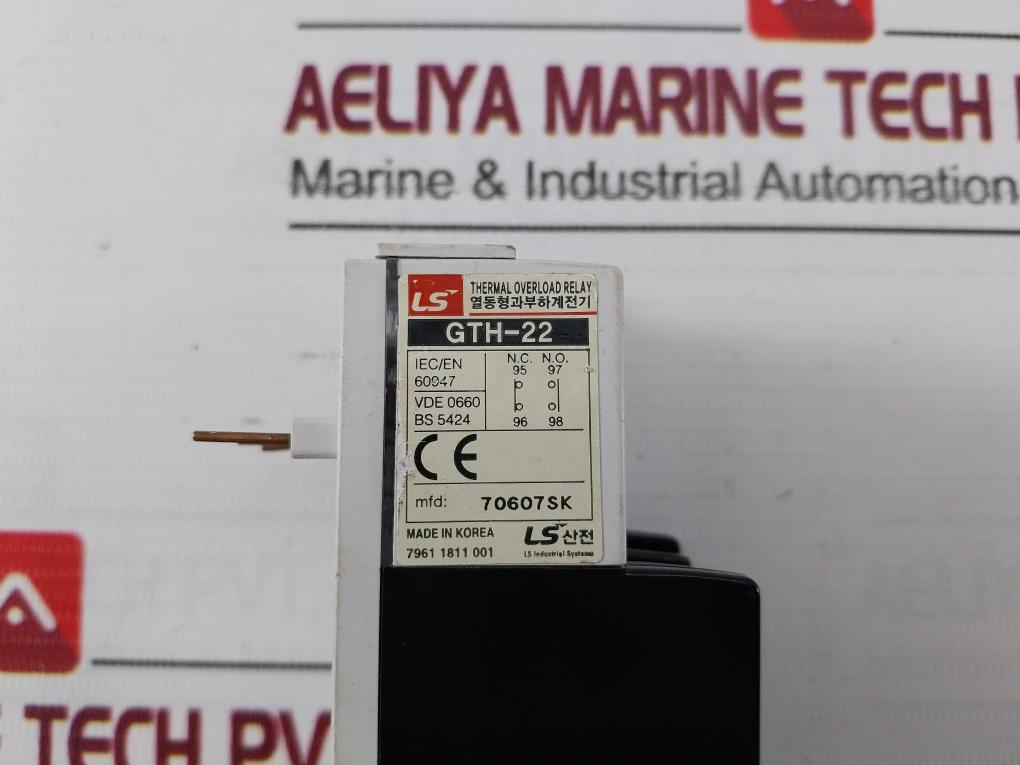 AELIYA MARINE TECH
Marine & Industrial Automation
LS THERMAL OVERLOAD RELAY
열동형과부하계전기
GTH-22
IEC/EN
60947
VDE 0660
BS 5424
N.C. N.O.
95 97
96 98
CE
mfd: 70607SK
MADE IN KOREA
7961 1811 001
LS산전
LS Industrial Systems
TECH PV